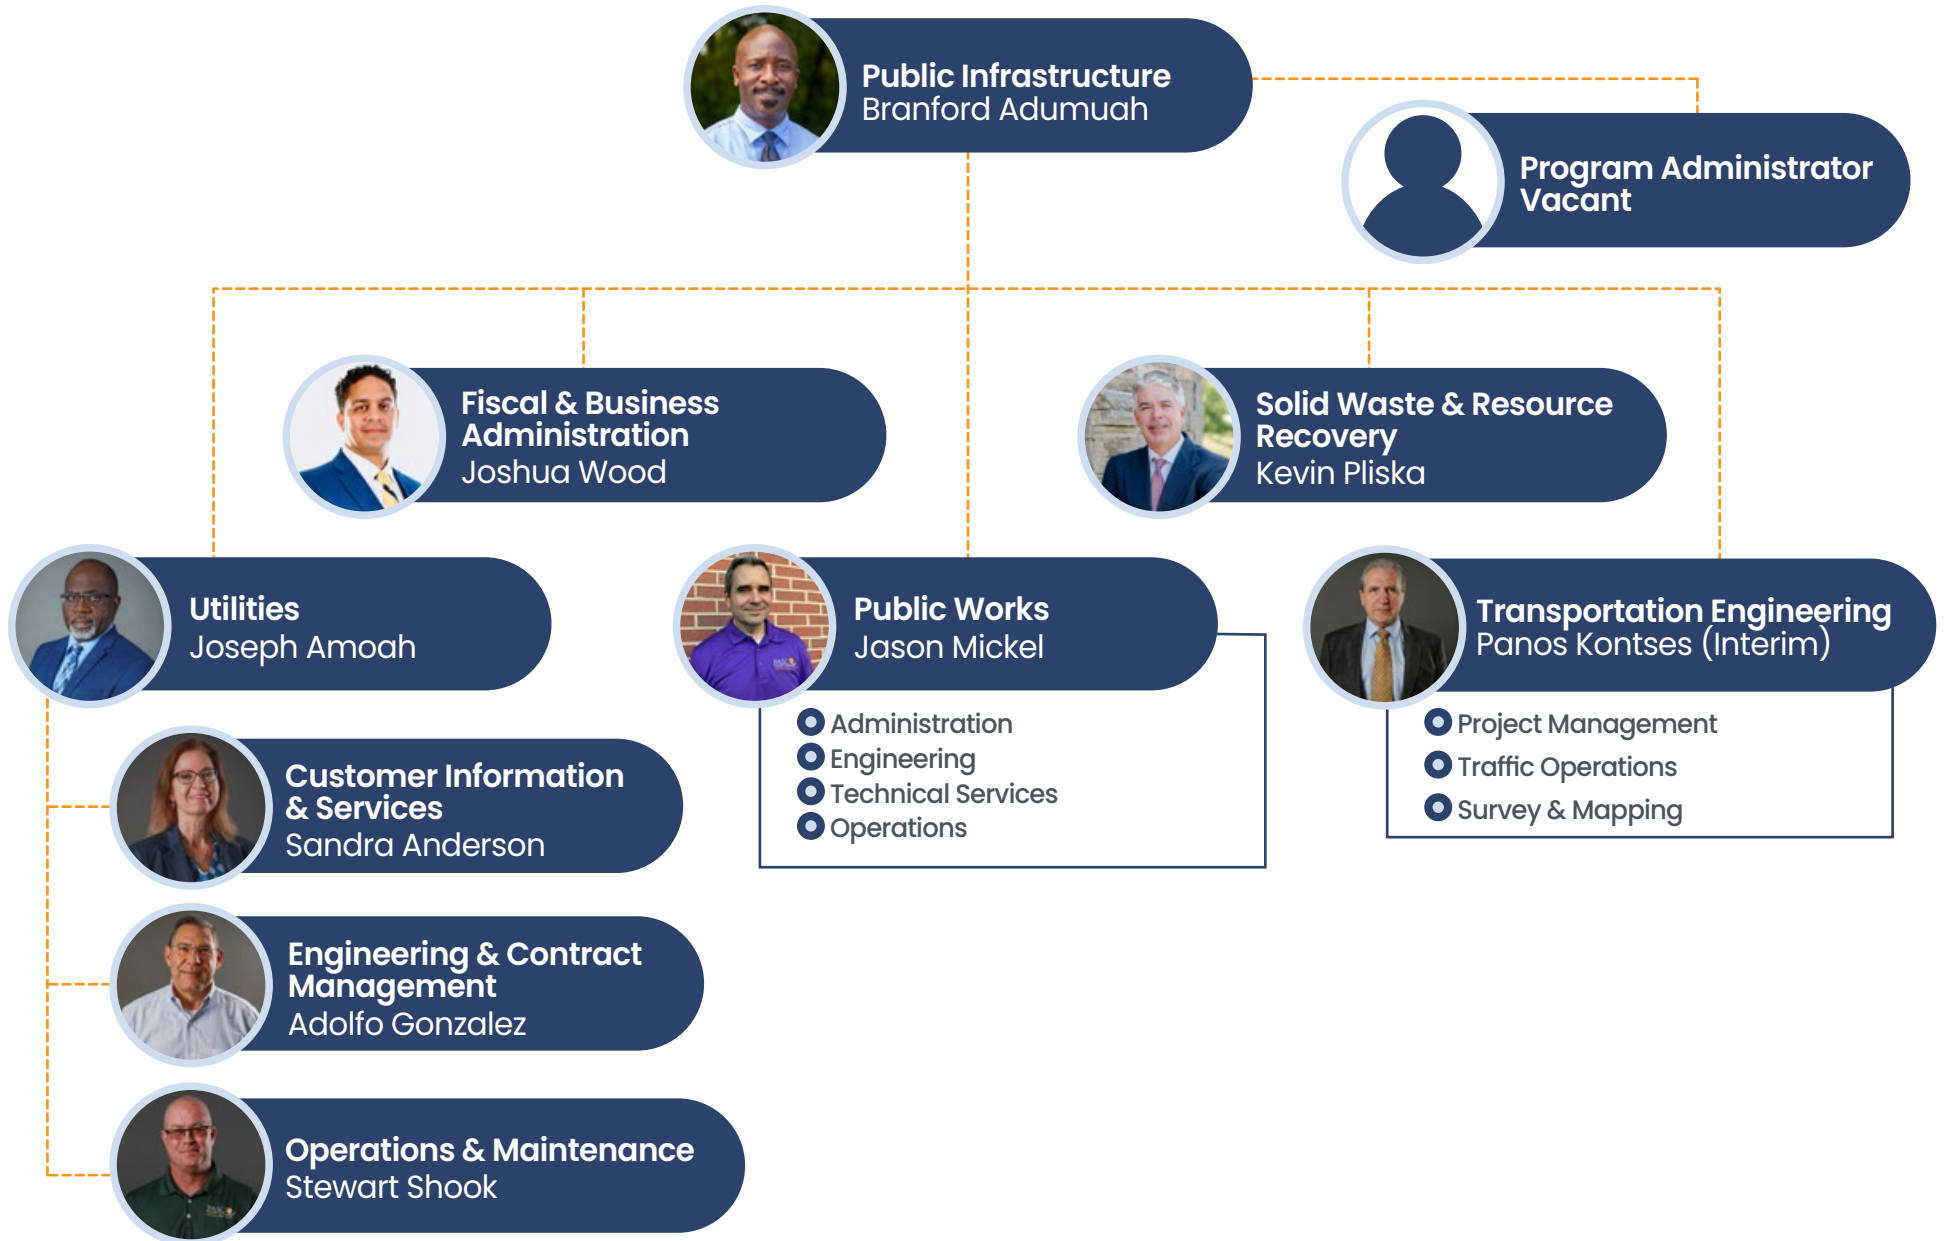 Public Infrastructure
Branford Adumuah
Program Administrator
Vacant
Fiscal & Business
Administration
Joshua Wood
Solid Waste & Resource
Recovery
Kevin Pliska
Utilities
Joseph Amoah
Public Works
Jason Mickel
Administration
Engineering
Technical Services
Operations
Transportation Engineering
Panos Kontses (Interim)
Project Management
Traffic Operations
Survey & Mapping
Customer Information
& Services
Sandra Anderson
Engineering & Contract
Management
Adolfo Gonzalez
Operations & Maintenance
Stewart Shook